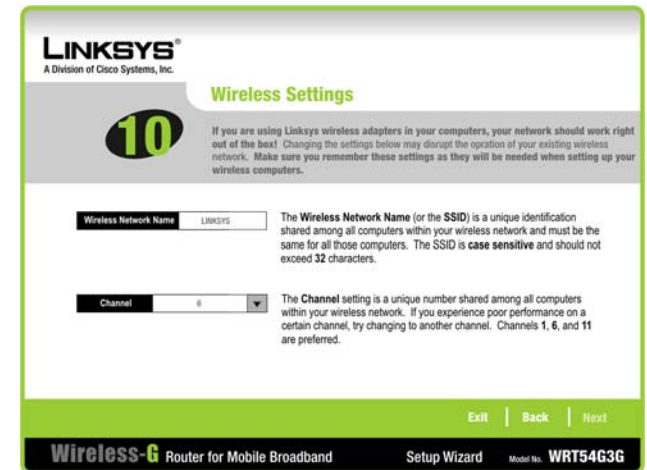 LINKSYS®
A Division of Cisco Systems, Inc.
Wireless Settings
10
If you are using Linksys wireless adapters in your computers, your network should work right
out of the box! Changing the settings below may disrupt the opration of your existing wireless
network. Make sure you remember these settings as they will be needed when setting up your
wireless computers.
Wireless Network Name LINKSYS
The Wireless Network Name (or the SSID) is a unique identification
shared among all computers within your wireless network and must be the
same for all those computers. The SSID is case sensitive and should not
exceed 32 characters.
Channel 6
The Channel setting is a unique number shared among all computers
within your wireless network. If you experience poor performance on a
certain channel, try changing to another channel. Channels 1, 6, and 11
are preferred.
Exit Back Next
Wireless-G Router for Mobile Broadband Setup Wizard Model No. WRT54G3G